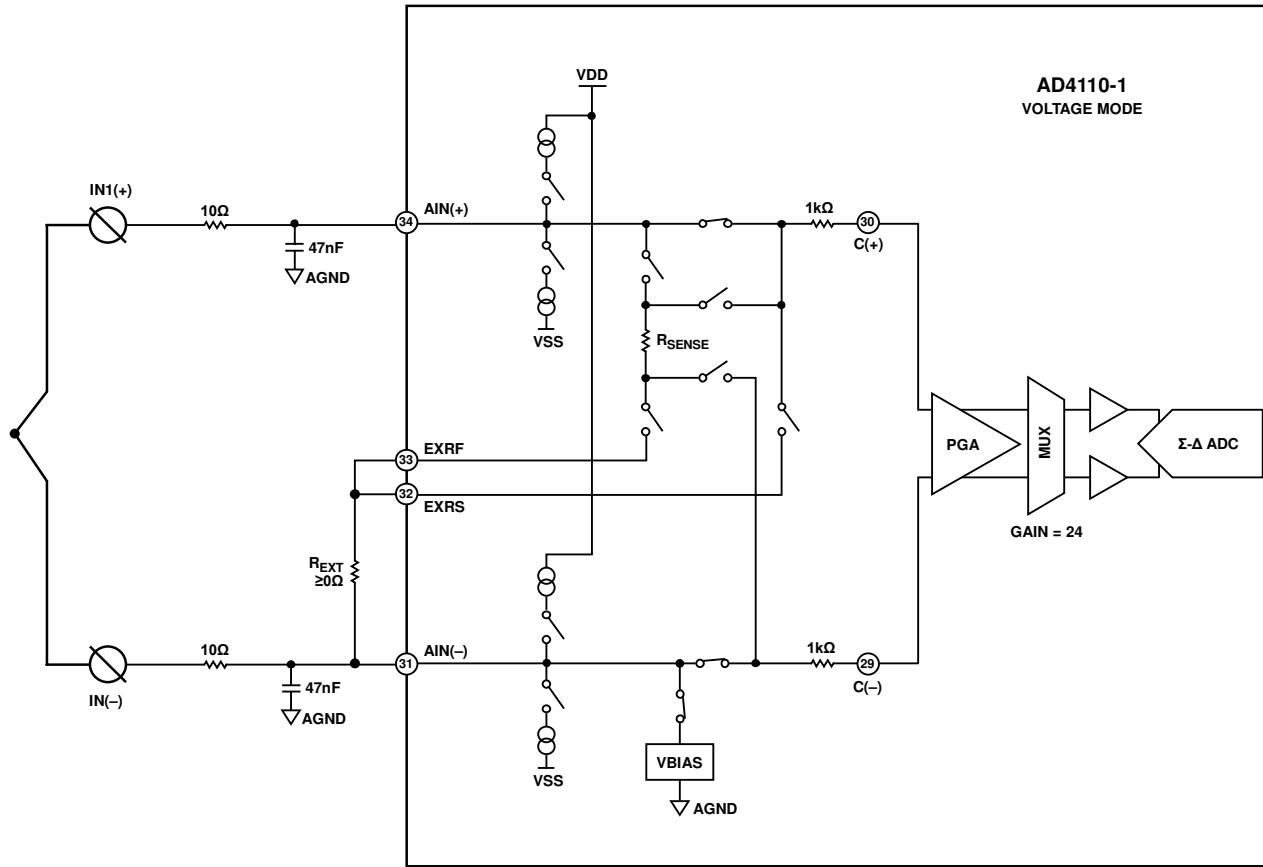 AD4110-1
VOLTAGE MODE
VDD
IN1(+)
10Ω
47nF
AGND
34
AIN(+)
VSS
1kΩ
30
C(+)
RSENSE
EXRF
33
32
EXRS
REXT
≥0Ω
PGA
MUX
Σ-Δ ADC
GAIN = 24
10Ω
IN(–)
47nF
AGND
31
AIN(–)
VSS
1kΩ
29
C(–)
VBIAS
AGND